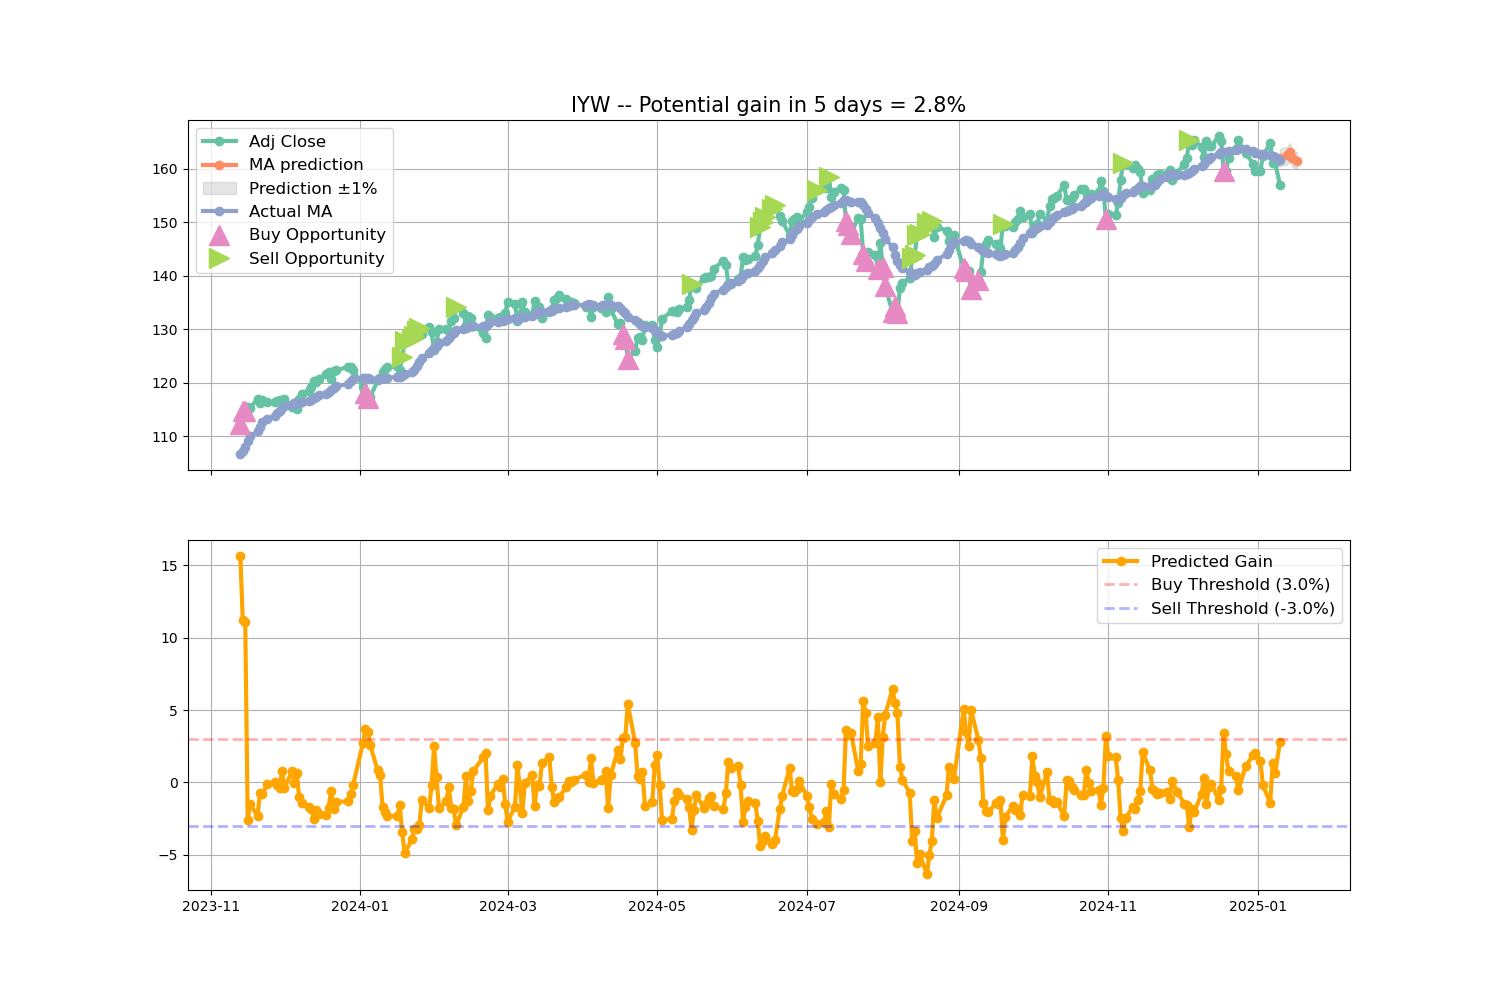 IYW -- Potential gain in 5 days = 2.8%
Adj Close
MA prediction
Prediction ±1%
Actual MA
Buy Opportunity
Sell Opportunity
160
150
140
130
120
110
Predicted Gain
Buy Threshold (3.0%)
Sell Threshold (-3.0%)
15
10
5
0
−5
2023-11
2024-01
2024-03
2024-05
2024-07
2024-09
2024-11
2025-01